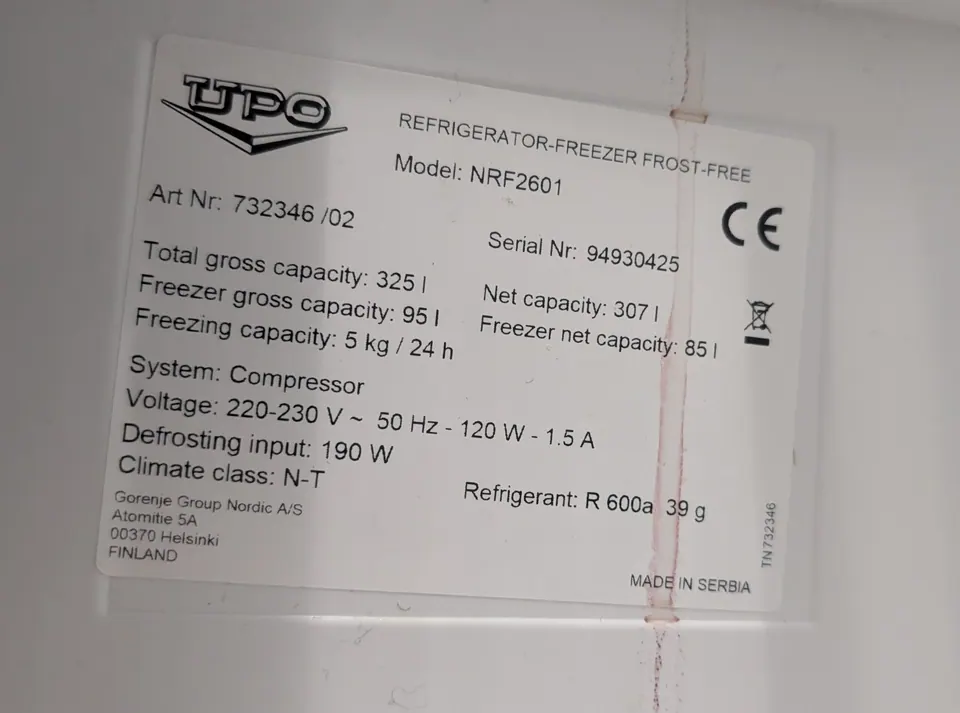 UPO
REFRIGERATOR-FREEZER FROST-FREE
Model: NRF2601
Art Nr: 732346 /02
Serial Nr: 94930425
CE
Total gross capacity: 325 l
Net capacity: 307 l
Freezer gross capacity: 95 l
Freezer net capacity: 85 l
Freezing capacity: 5 kg / 24 h
System: Compressor
Voltage: 220-230 V ~ 50 Hz - 120 W - 1.5 A
Defrosting input: 190 W
Climate class: N-T
Refrigerant: R 600a 39 g
Gorenje Group Nordic A/S
Atomitie 5A
00370 Helsinki
FINLAND
MADE IN SERBIA
TN732346